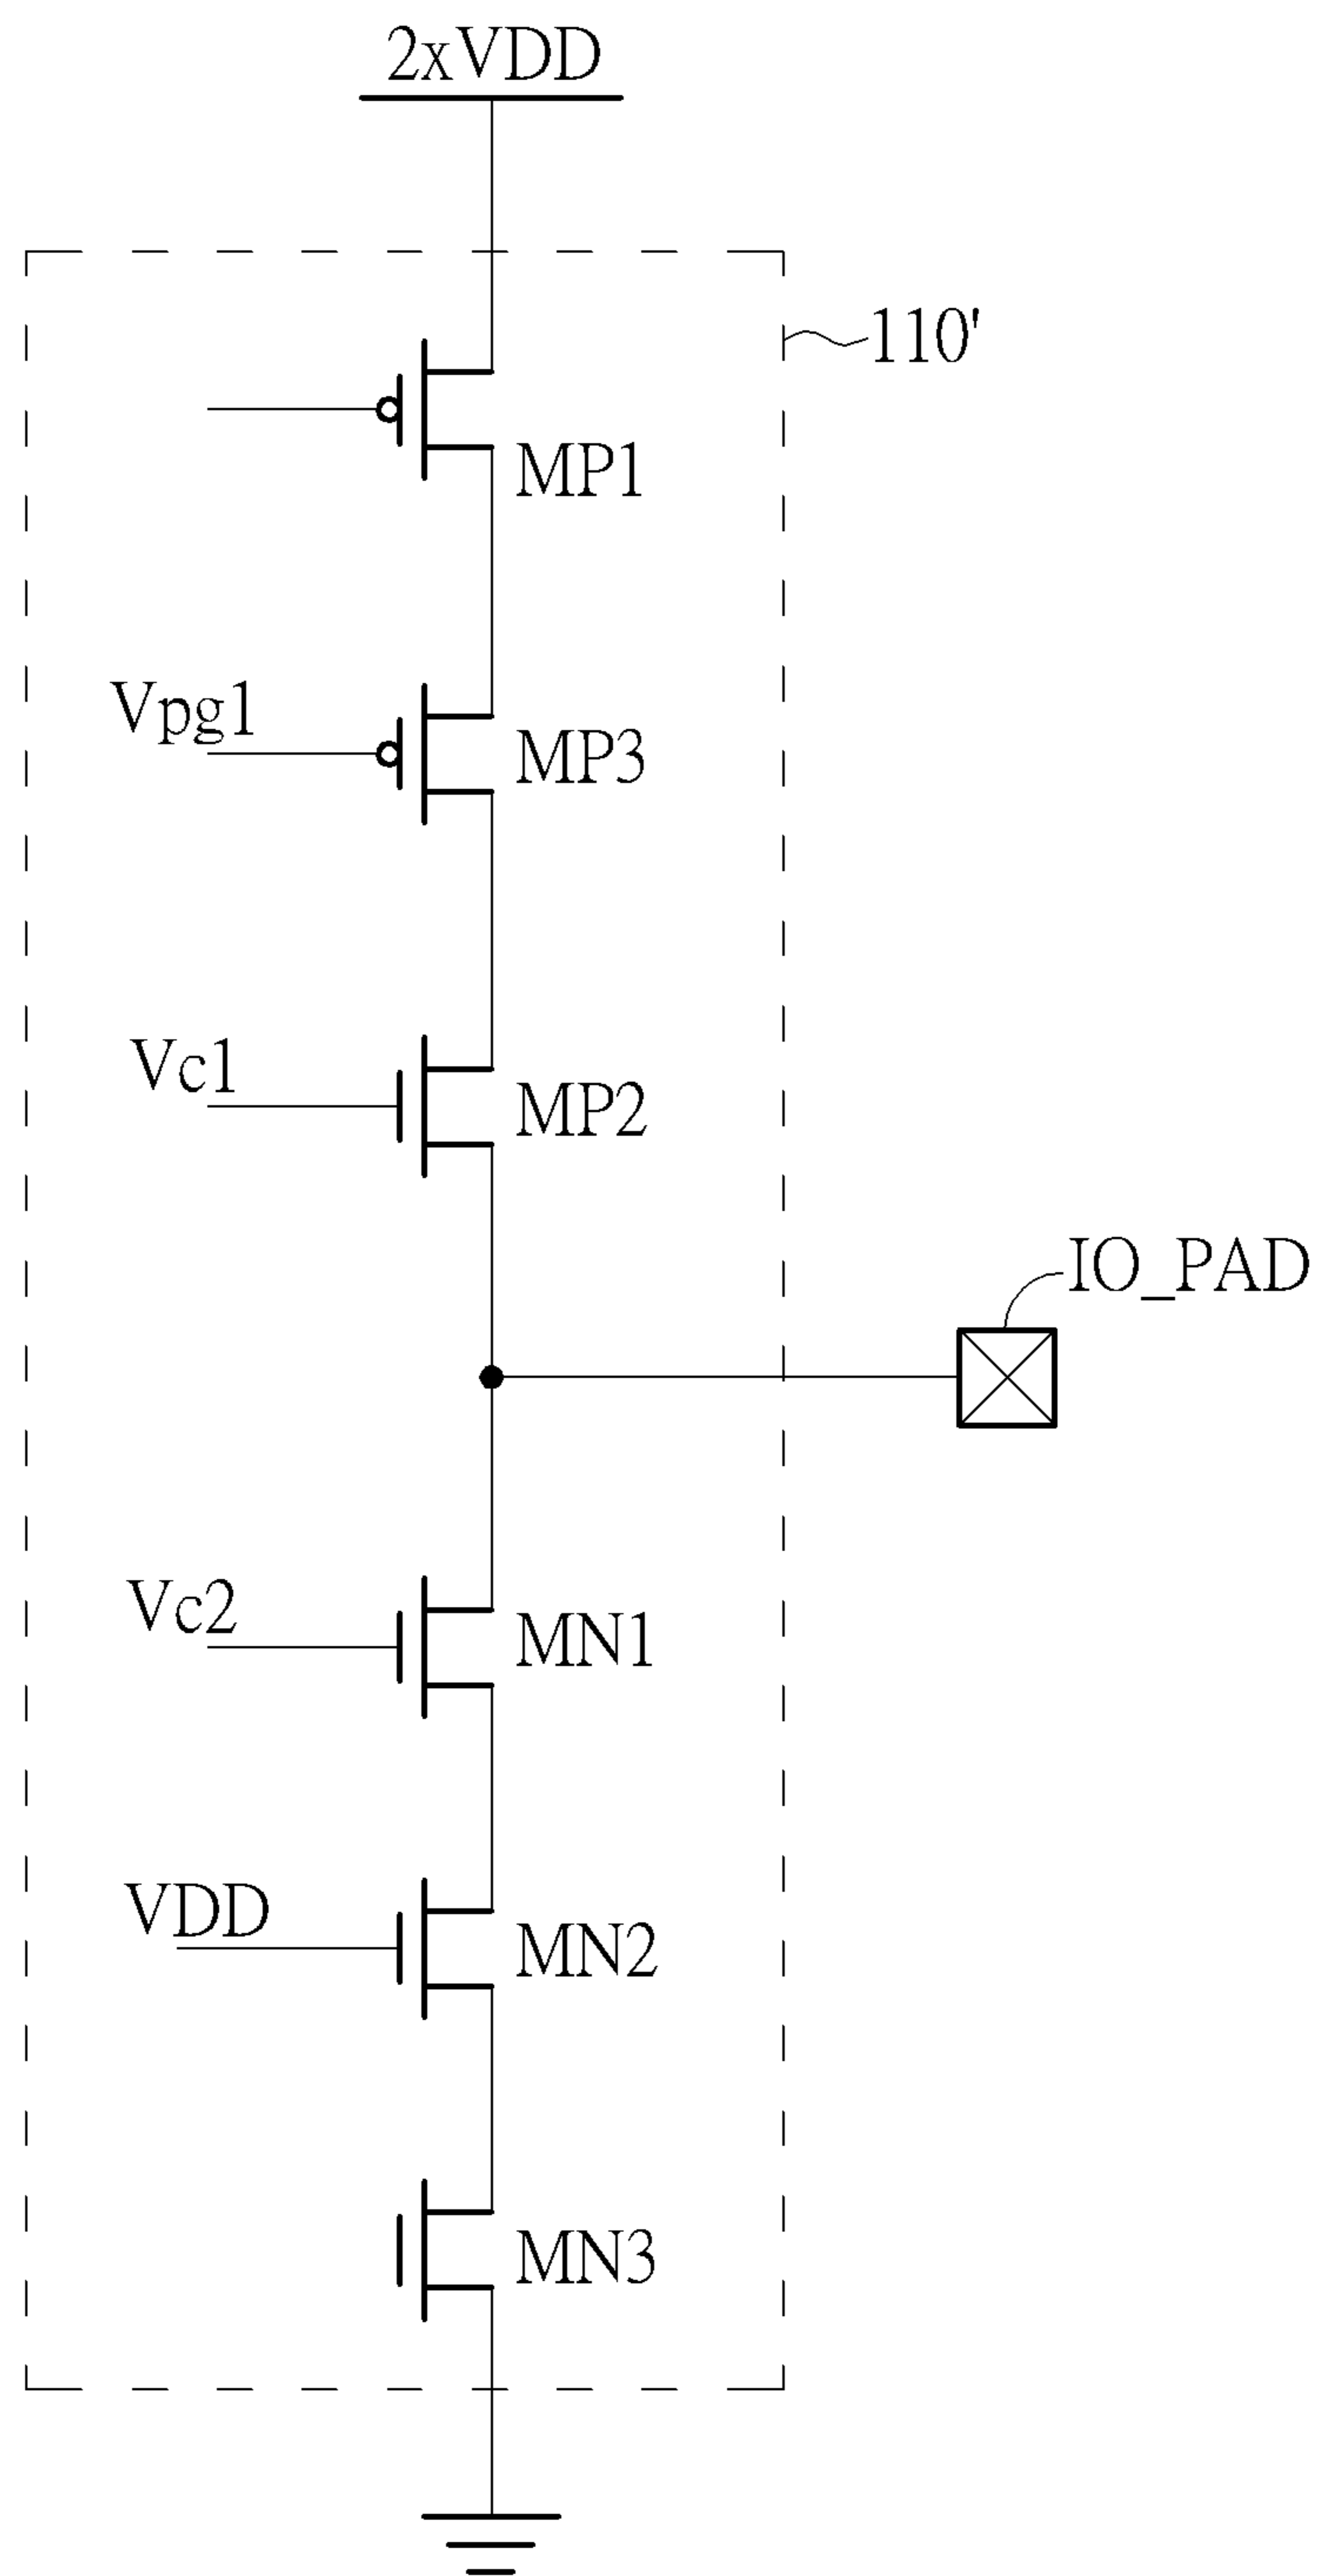 2xVDD
110'
MP1
Vpg1
MP3
Vc1
MP2
IO_PAD
Vc2
MN1
VDD
MN2
MN3